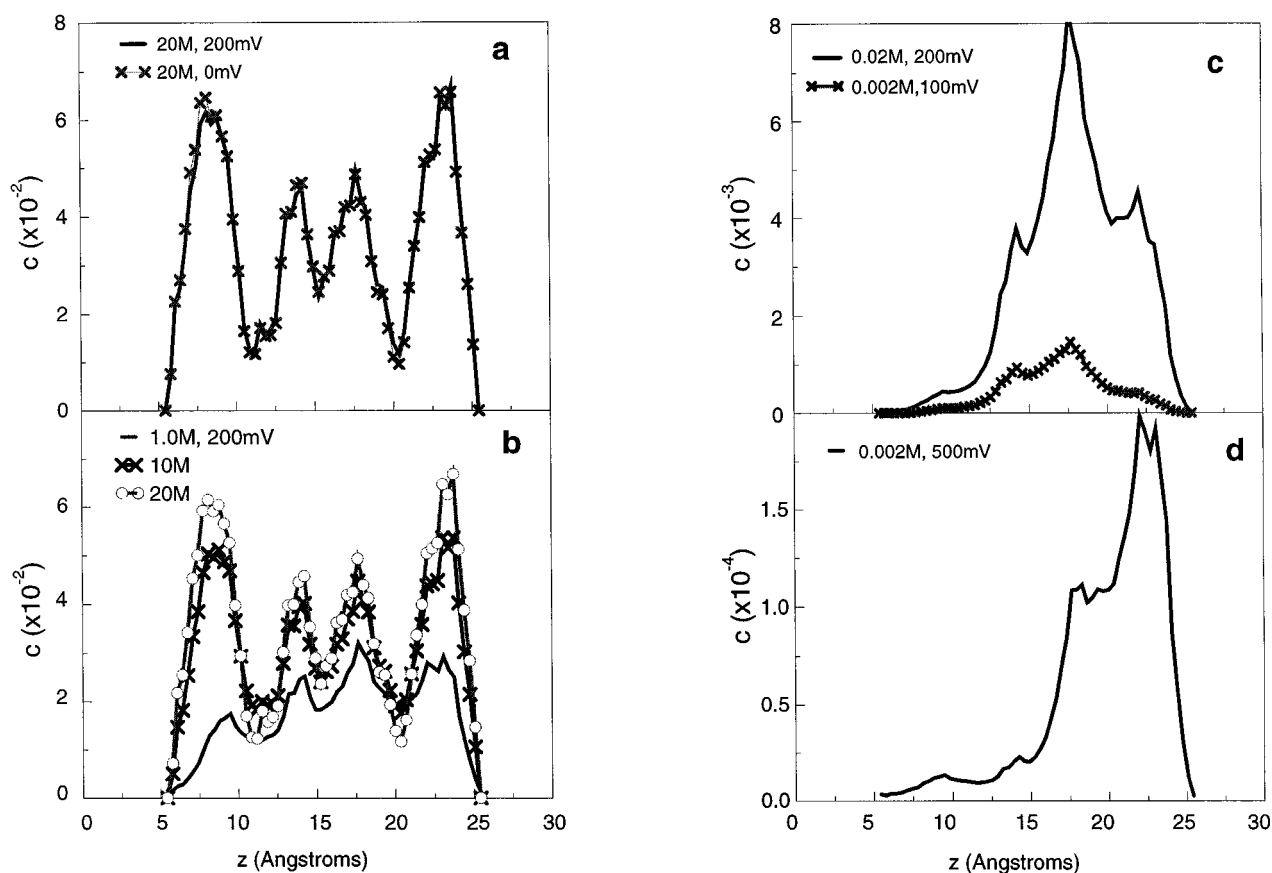 a
20M, 200mV
20M, 0mV
8
6
4
2
0
c (x10-2)
b
1.0M, 200mV
10M
20M
6
4
2
0
c (x10-2)
0 5 10 15 20 25 30
z (Angstroms)
c
0.02M, 200mV
0.002M,100mV
8
6
4
2
0
c (x10-3)
d
0.002M, 500mV
1.5
1.0
0.5
0.0
c (x10-4)
0 5 10 15 20 25 30
z (Angstroms)